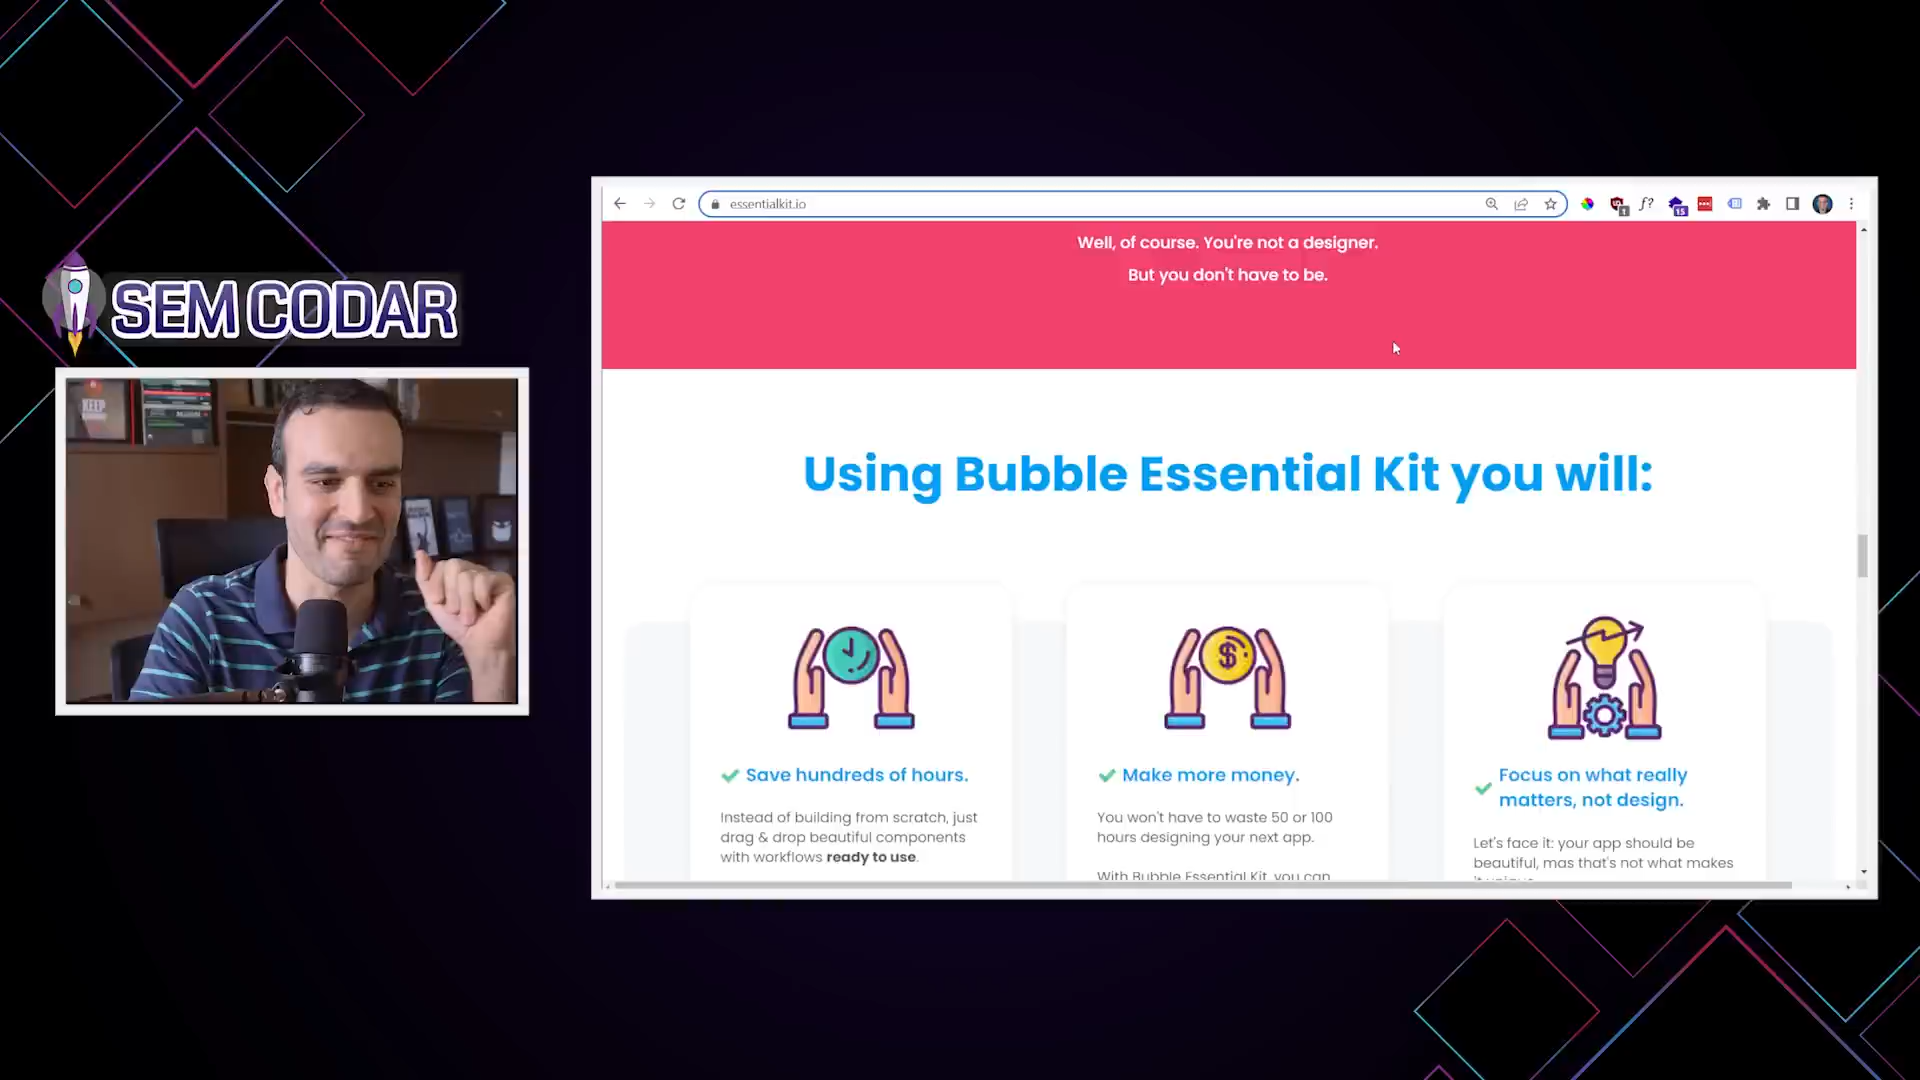 SEM CODAR
KEEP
essentialkit.io
Well, of course. You're not a designer.
But you don't have to be.
Using Bubble Essential Kit you will:
Save hundreds of hours.
Instead of building from scratch, just
drag & drop beautiful components
with workflows ready to use.
Make more money.
You won't have to waste 50 or 100
hours designing your next app.
With Bubble Essential Kit, you can
Focus on what really
matters, not design.
Let's face it: your app should be
beautiful, mas that's not what makes
it unique.